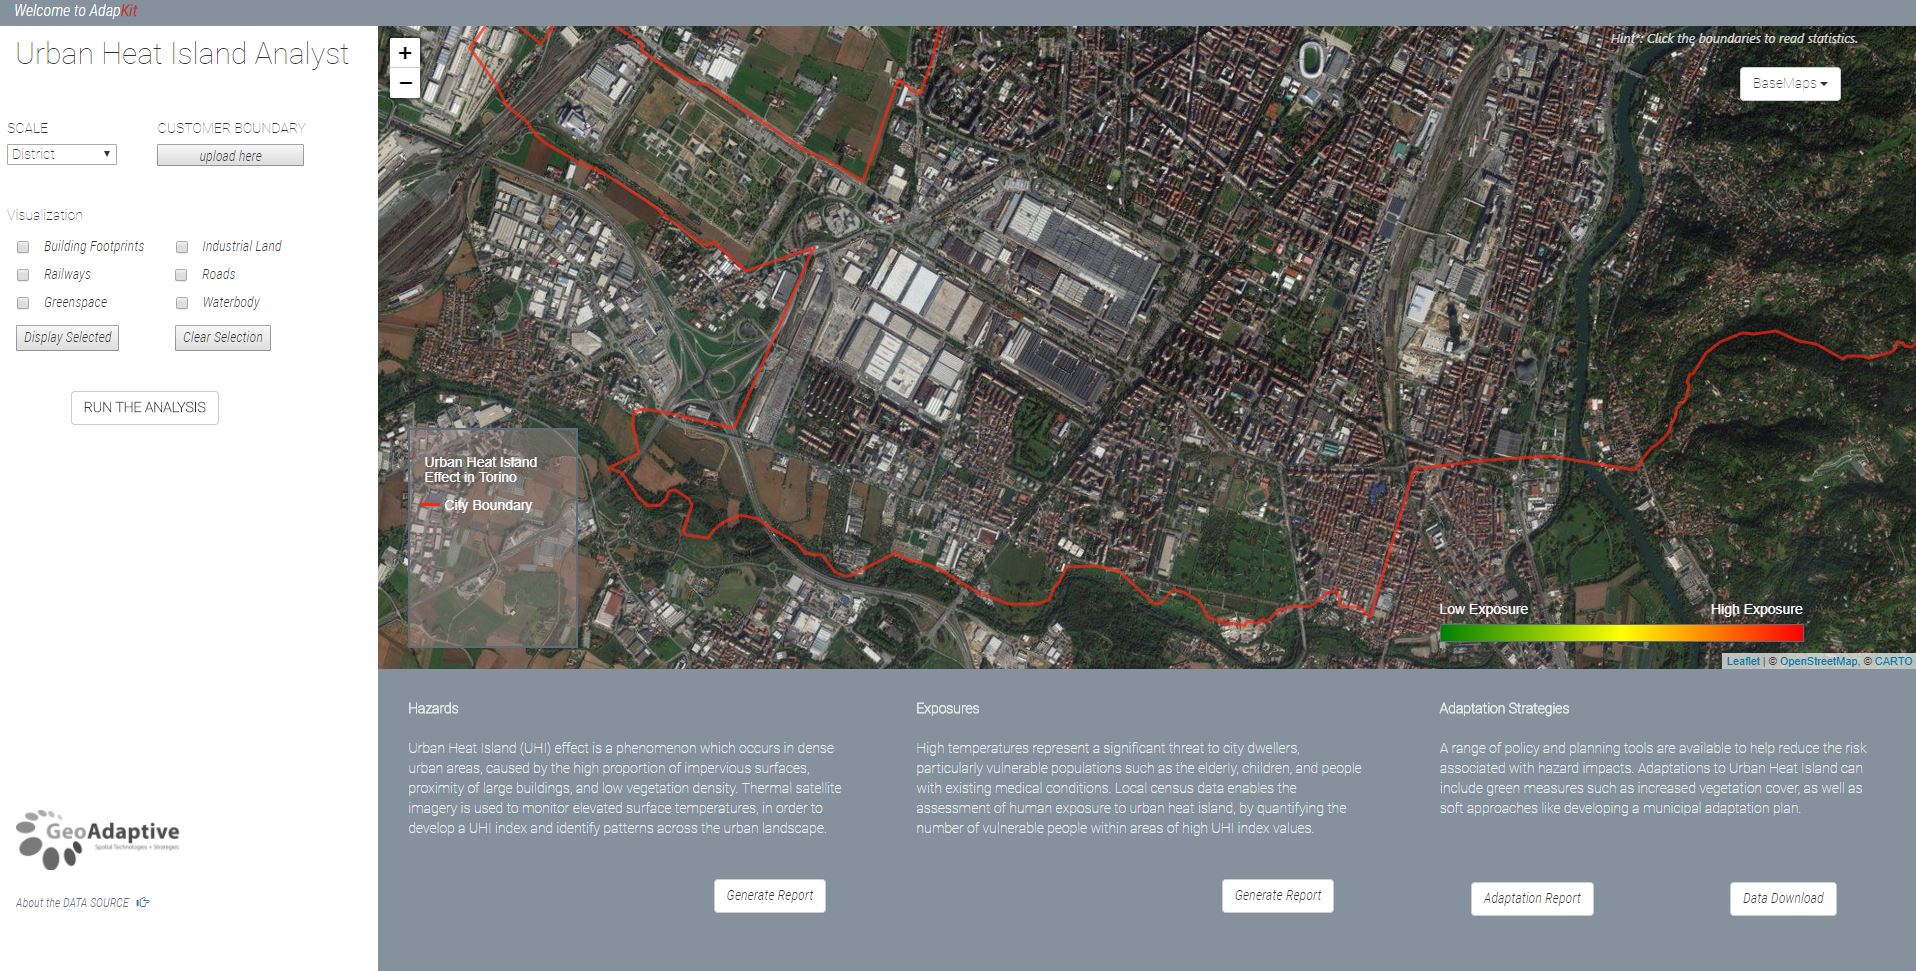 Welcome to AdapKit
Urban Heat Island Analyst
SCALE
CUSTOMER BOUNDARY
District
upload here
Visualization
Building Footprints
Industrial Land
Railways
Roads
Greenspace
Waterbody
Display Selected
Clear Selection
RUN THE ANALYSIS
GeoAdaptive
Spatial Technologies + Strategies
About the DATA SOURCE
+
−
Hint*: Click the boundaries to read statistics.
BaseMaps
Urban Heat Island
Effect in Torino
City Boundary
Low Exposure
High Exposure
Leaflet | © OpenStreetMap, © CARTO
Hazards
Urban Heat Island (UHI) effect is a phenomenon which occurs in dense
urban areas, caused by the high proportion of impervious surfaces,
proximity of large buildings, and low vegetation density. Thermal satellite
imagery is used to monitor elevated surface temperatures, in order to
develop a UHI index and identify patterns across the urban landscape.
Generate Report
Exposures
High temperatures represent a significant threat to city dwellers,
particularly vulnerable populations such as the elderly, children, and people
with existing medical conditions. Local census data enables the
assessment of human exposure to urban heat island, by quantifying the
number of vulnerable people within areas of high UHI index values.
Generate Report
Adaptation Strategies
A range of policy and planning tools are available to help reduce the risk
associated with hazard impacts. Adaptations to Urban Heat Island can
include green measures such as increased vegetation cover, as well as
soft approaches like developing a municipal adaptation plan.
Adaptation Report
Data Download